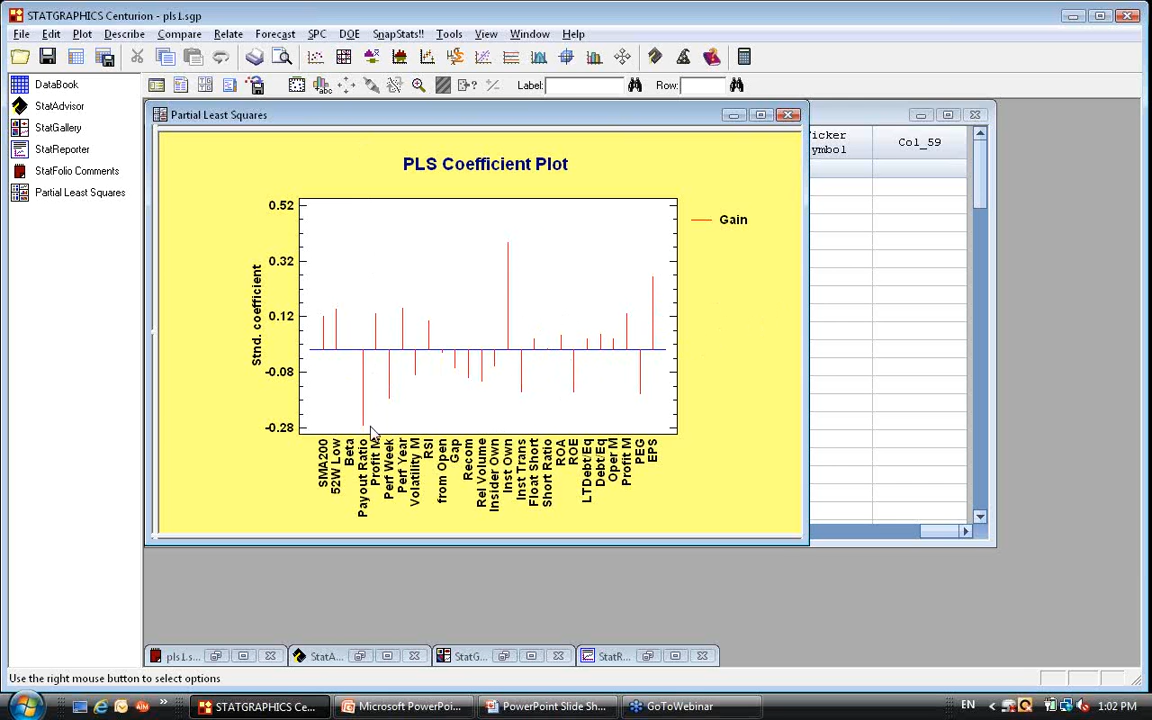 STATGRAPHICS Centurion - pls1.sgp
File Edit Plot Describe Compare Relate Forecast SPC DOE SnapStats!! Tools View Window Help
Label: Row:
DataBook
StatAdvisor
StatGallery
StatReporter
StatFolio Comments
Partial Least Squares
Partial Least Squares
Col_59
PLS Coefficient Plot
Gain
Stnd. coefficient
0.52
0.32
0.12
-0.08
-0.28
SMA200
52W Low
Beta
Payout Ratio
Profit M
Perf Week
Perf Year
Volatility M
RSI
from Open
Gap
Recom
Rel Volume
Insider Own
Inst Own
Inst Trans
Float Short
Short Ratio
ROA
ROE
LTDebt/Eq
Debt/Eq
Oper M
Profit M
PEG
EPS
pls1.s... StatA... StatG... StatR...
Use the right mouse button to select options
STATGRAPHICS Ce... Microsoft PowerPoi... PowerPoint Slide Sh... GoToWebinar EN 1:02 PM